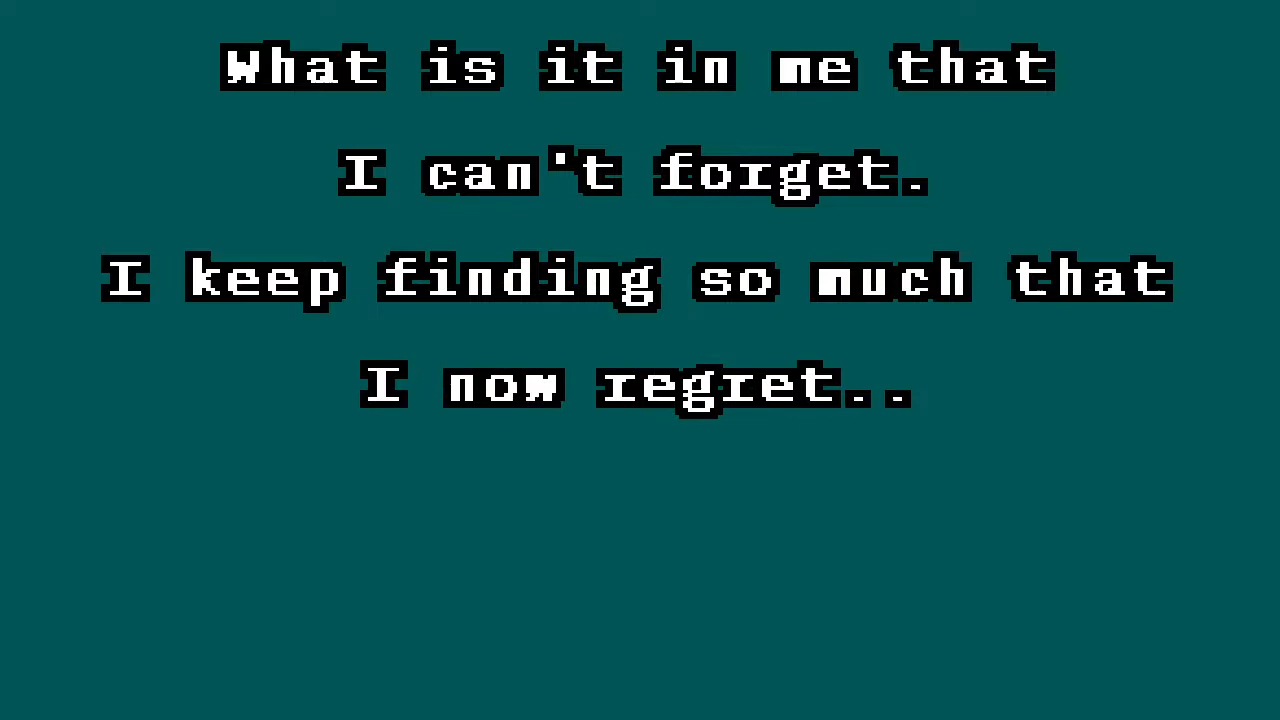 What is it in me that
I can't forget.
I keep finding so much that
I now regret..